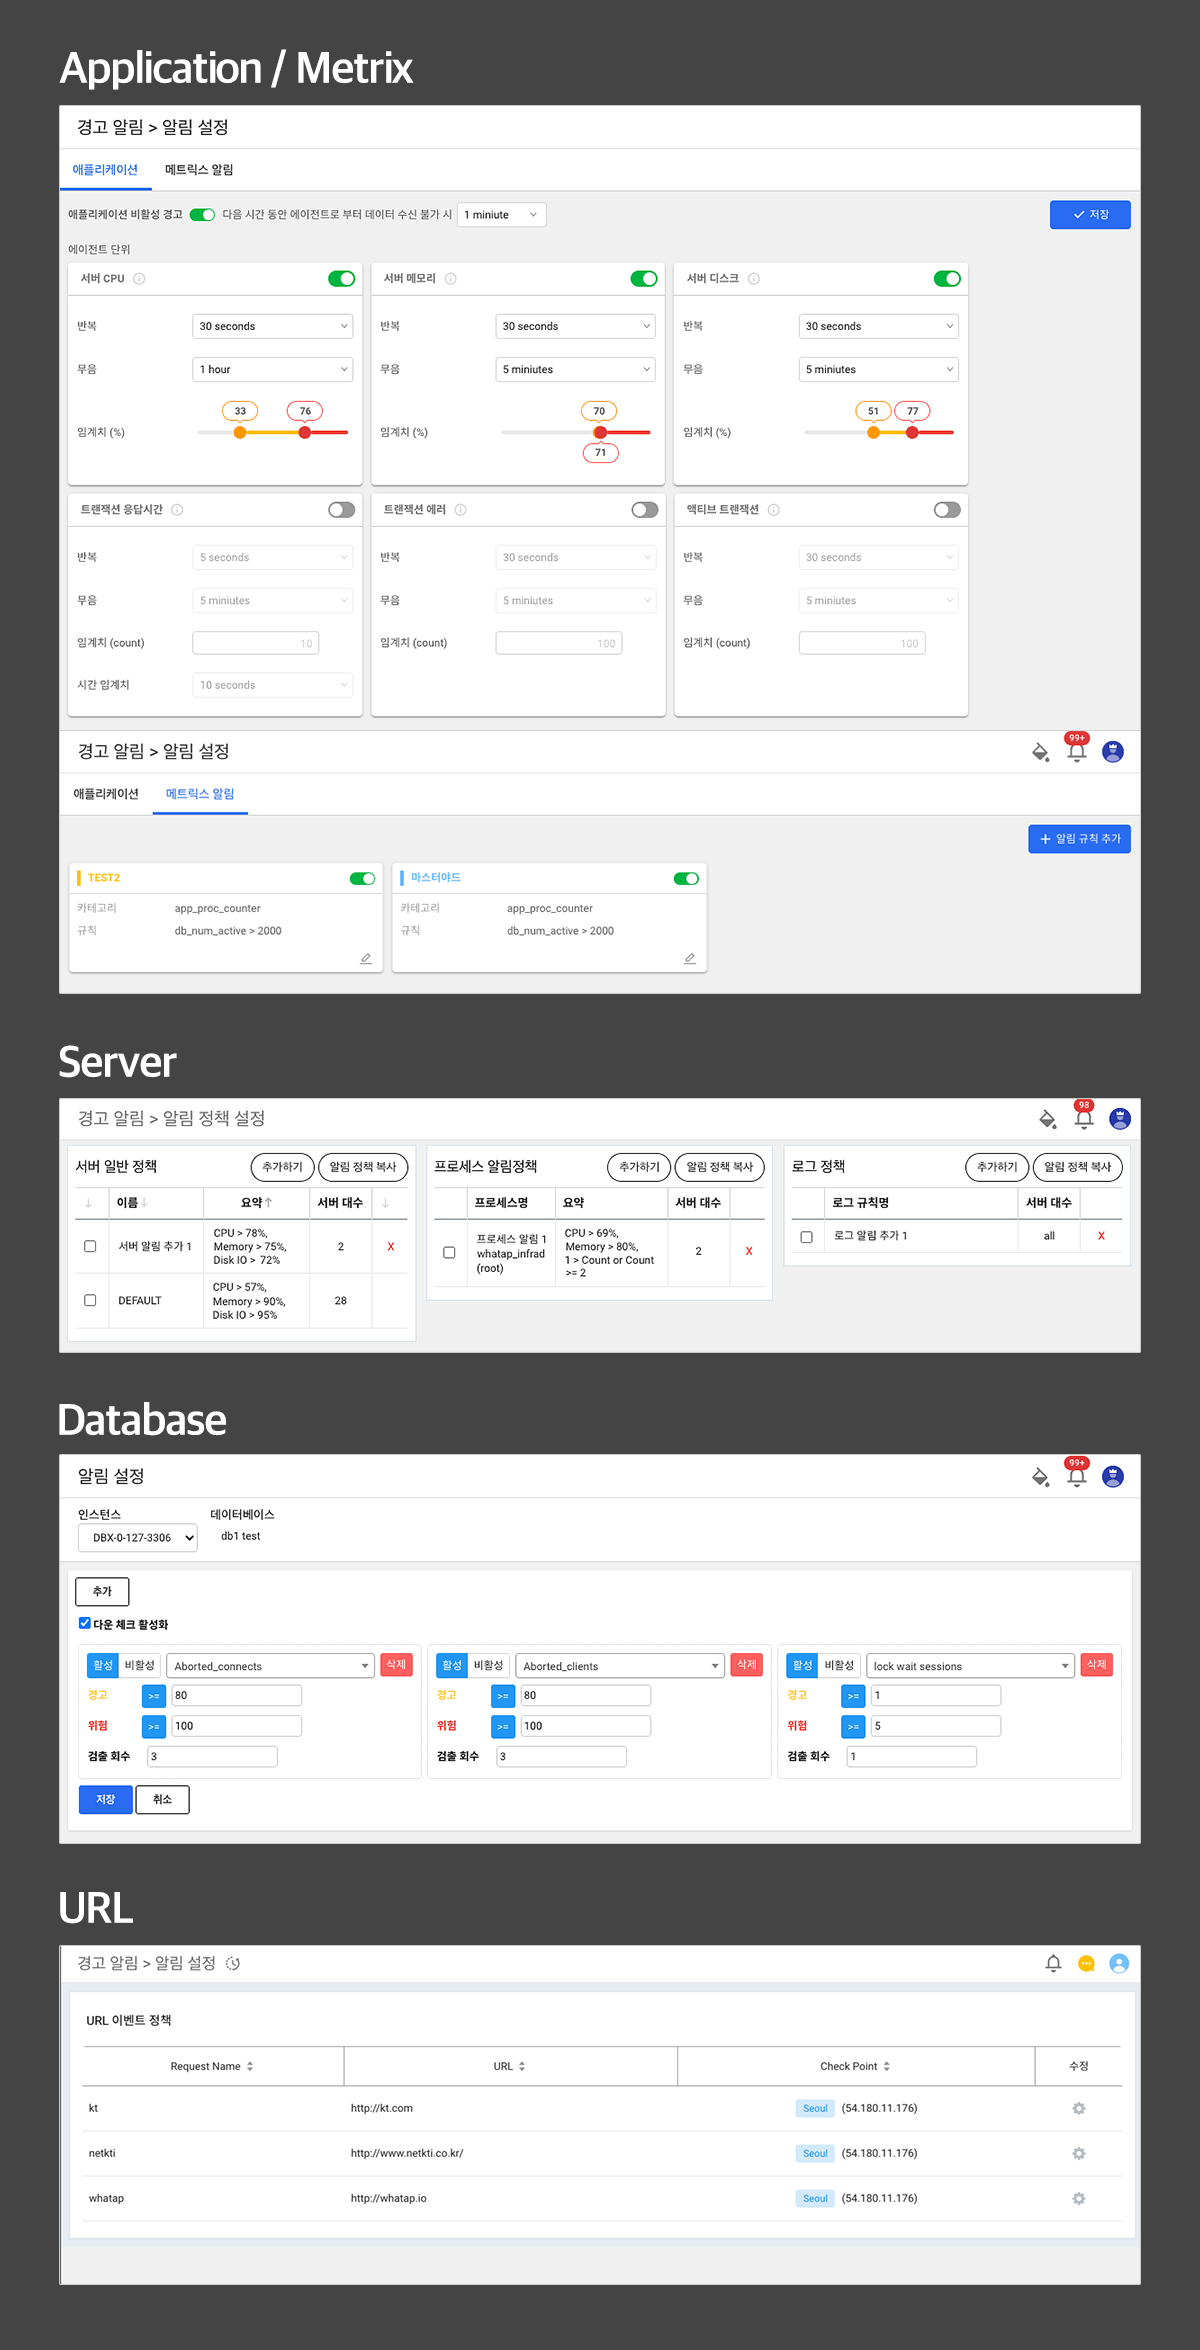 Application / Metrix
경고 알림 > 알림 설정
애플리케이션 메트릭스 알림
애플리케이션 비활성 경고 다음 시간 동안 에이전트로 부터 데이터 수신 불가 시 1 miniute 저장
에이전트 단위
서버 CPU 서버 메모리 서버 디스크
반복 30 seconds 반복 30 seconds 반복 30 seconds
무음 1 hour 무음 5 miniutes 무음 5 miniutes
33 76 70 51 77
임계치 (%) 임계치 (%) 임계치 (%)
71
트랜잭션 응답시간 트랜잭션 에러 액티브 트랜잭션
반복 5 seconds 반복 30 seconds 반복 30 seconds
무음 5 miniutes 무음 5 miniutes 무음 5 miniutes
임계치 (count) 10 임계치 (count) 100 임계치 (count) 100
시간 임계치 10 seconds
경고 알림 > 알림 설정 99+
애플리케이션 메트릭스 알림
+ 알림 규칙 추가
TEST2 마스터야드
카테고리 app_proc_counter 카테고리 app_proc_counter
규칙 db_num_active > 2000 규칙 db_num_active > 2000
Server
경고 알림 > 알림 정책 설정 98
서버 일반 정책 추가하기 알림 정책 복사 프로세스 알림정책 추가하기 알림 정책 복사 로그 정책 추가하기 알림 정책 복사
↓ 이름↓ 요약↑ 서버 대수 ↓ 프로세스명 요약 서버 대수 로그 규칙명 서버 대수
서버 알림 추가 1 CPU > 78%, Memory > 75%, Disk IO > 72% 2 X
프로세스 알림 1 whatap_infrad (root) CPU > 69%, Memory > 80%, 1 > Count or Count >= 2 2 X
로그 알림 추가 1 all X
DEFAULT CPU > 57%, Memory > 90%, Disk IO > 95% 28
Database
알림 설정 99+
인스턴스 데이터베이스
DBX-0-127-3306 db1 test
추가
다운 체크 활성화
활성 비활성 Aborted_connects 삭제 활성 비활성 Aborted_clients 삭제 활성 비활성 lock wait sessions 삭제
경고 >= 80 경고 >= 80 경고 >= 1
위험 >= 100 위험 >= 100 위험 >= 5
검출 회수 3 검출 회수 3 검출 회수 1
저장 취소
URL
경고 알림 > 알림 설정
URL 이벤트 정책
Request Name URL Check Point 수정
kt http://kt.com Seoul (54.180.11.176)
netkti http://www.netkti.co.kr/ Seoul (54.180.11.176)
whatap http://whatap.io Seoul (54.180.11.176)